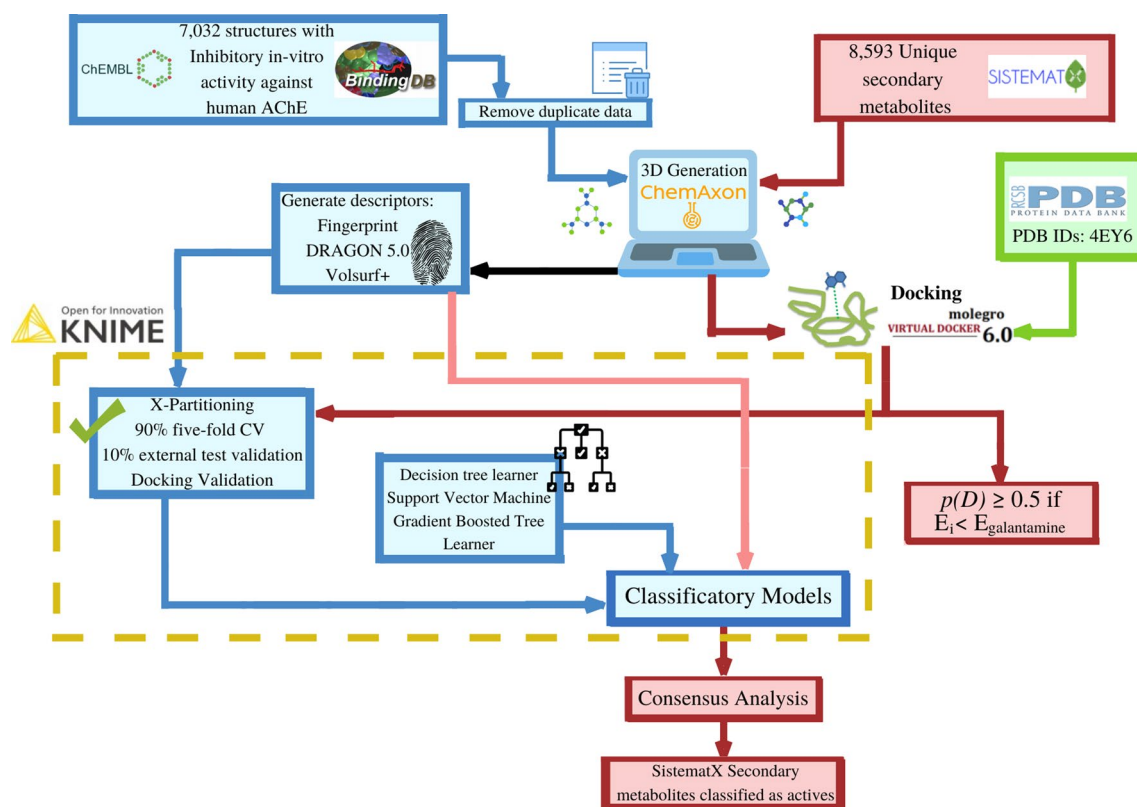 7,032 structures with
Inhibitory in-vitro
activity against
human AChE
ChEMBL
BindingDB
Remove duplicate data
8,593 Unique
secondary
metabolites
SISTEMAT
3D Generation
ChemAxon
RCSB
PDB
PROTEIN DATA BANK
PDB IDs: 4EY6
Generate descriptors:
Fingerprint
DRAGON 5.0
Volsurf+
Docking
molegro
VIRTUAL DOCKER 6.0
Open for Innovation
KNIME
X-Partitioning
90% five-fold CV
10% external test validation
Docking Validation
Decision tree learner
Support Vector Machine
Gradient Boosted Tree
Learner
p(D) ≥ 0.5 if
Ei< Egalantamine
Classificatory Models
Consensus Analysis
SistematX Secondary
metabolites classified as actives